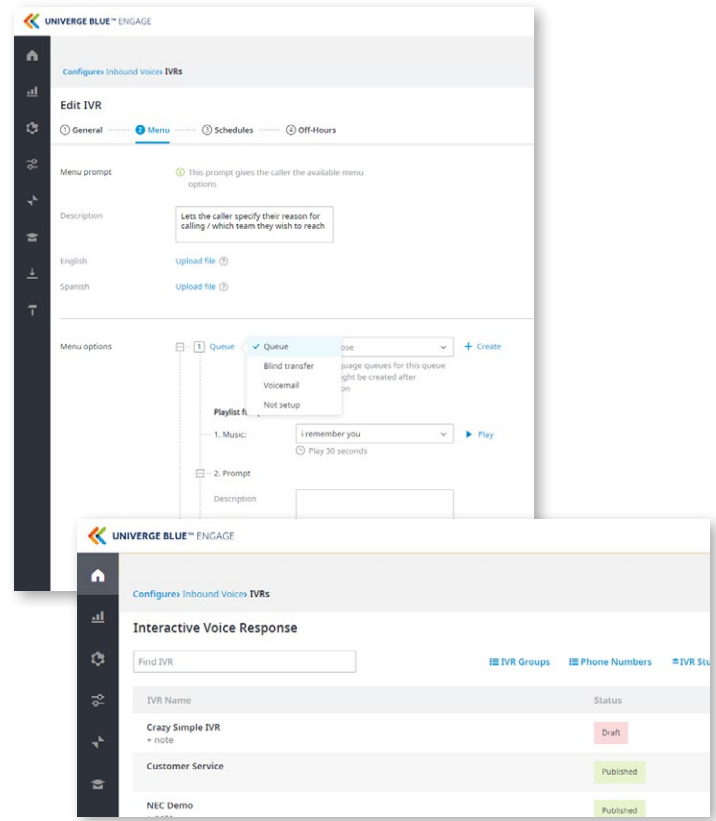 UNIVERGE BLUE™ ENGAGE
Configure› Inbound Voice› IVRs
Edit IVR
1 General 2 Menu 3 Schedules 4 Off-Hours
Menu prompt
This prompt gives the caller the available menu
options
Description
Lets the caller specify their reason for
calling / which team they wish to reach
English Upload file ?
Spanish Upload file ?
Menu options 1 Queue ✓ Queue + Create
Blind transfer guage queues for this queue
Voicemail ght be created after
Not setup
Playlist
1. Music: i remember you Play
Play 30 seconds
2. Prompt
Description
UNIVERGE BLUE™ ENGAGE
Configure› Inbound Voice› IVRs
Interactive Voice Response
Find IVR IVR Groups Phone Numbers IVR Stu
IVR Name Status
Crazy Simple IVR Draft
+ note
Customer Service Published
NEC Demo Published